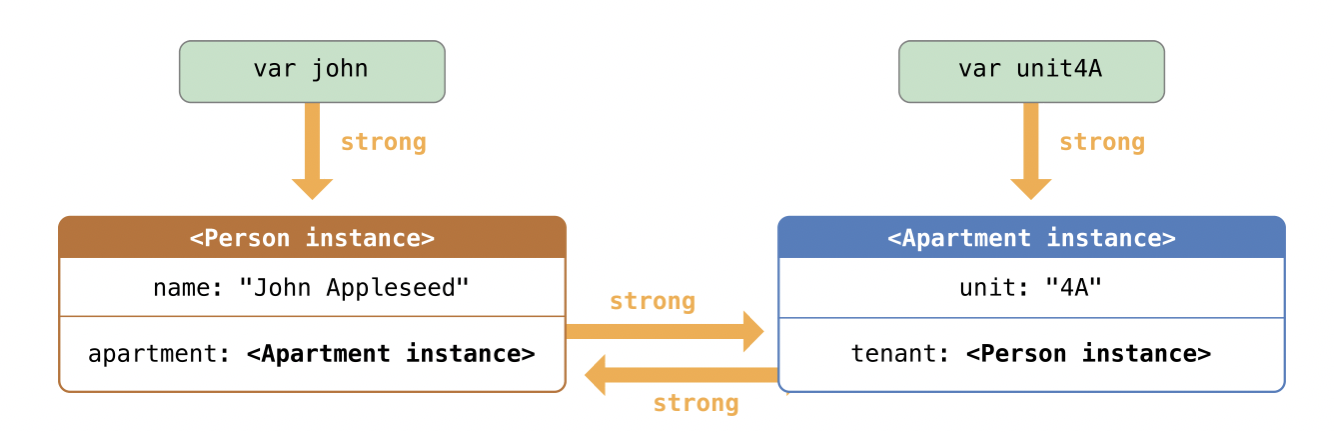 var john
var unit4A
strong
strong
<Person instance>
name: "John Appleseed"
apartment: <Apartment instance>
strong
strong
<Apartment instance>
unit: "4A"
tenant: <Person instance>